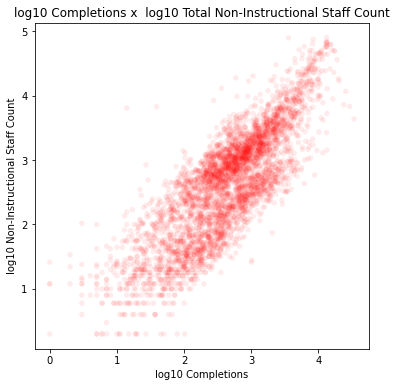 log10 Completions x  log10 Total Non-Instructional Staff Count
log10 Non-Instructional Staff Count
5
4
3
2
1
0 1 2 3 4
log10 Completions